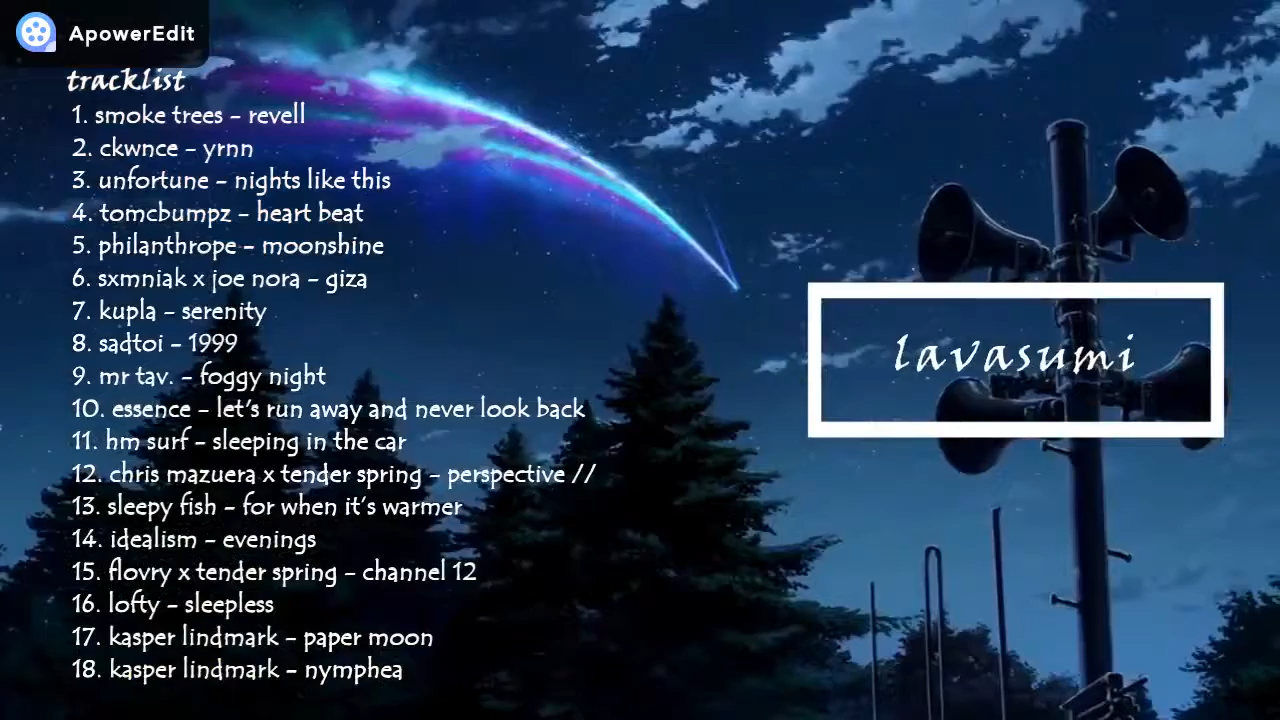 ApowerEdit
tracklist
1. smoke trees - revell
2. ckwnce - yrnn
3. unfortune - nights like this
4. tomcbumpz - heart beat
5. philanthrope - moonshine
6. sxmniak x joe nora - giza
7. kupla - serenity
8. sadtoi - 1999
9. mr tav. - foggy night
10. essence - let's run away and never look back
11. hm surf - sleeping in the car
12. chris mazuera x tender spring - perspective //
13. sleepy fish - for when it's warmer
14. idealism - evenings
15. flovry x tender spring - channel 12
16. lofty - sleepless
17. kasper lindmark - paper moon
18. kasper lindmark - nymphea
lavasumi